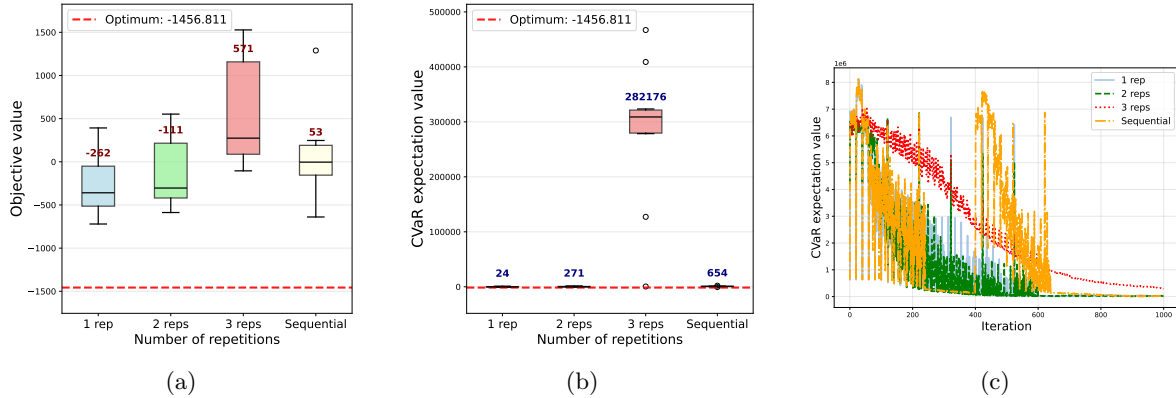 Optimum: -1456.811
1500
1000
500
0
−500
−1000
−1500
Objective value
-262
-111
571
53
1 rep
2 reps
3 reps
Sequential
Number of repetitions
(a)
Optimum: -1456.811
500000
400000
300000
200000
100000
0
CVaR expectation value
24
271
282176
654
1 rep
2 reps
3 reps
Sequential
Number of repetitions
(b)
1e6
8
7
6
5
4
3
2
1
0
CVaR expectation value
1 rep
2 reps
3 reps
Sequential
0
200
400
600
800
1000
Iteration
(c)